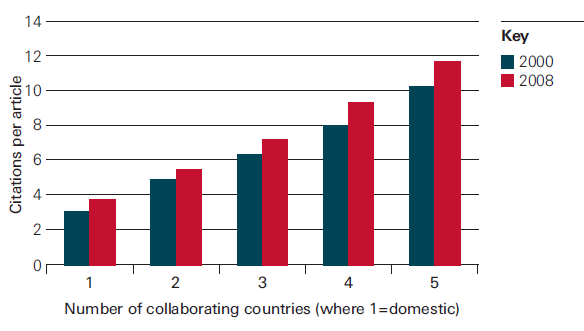 14
12
10
8
6
4
2
0
Citations per article
1 2 3 4 5
Number of collaborating countries (where 1=domestic)
Key
2000
2008